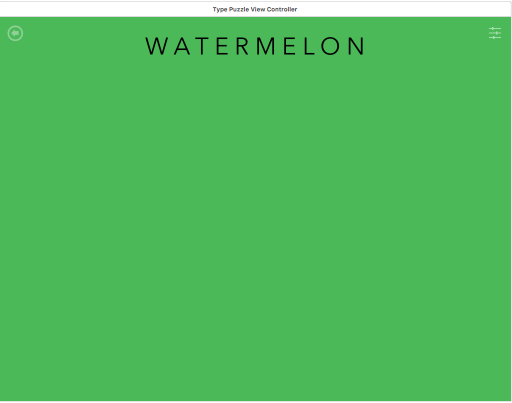 Type Puzzle View Controller
WATERMELON